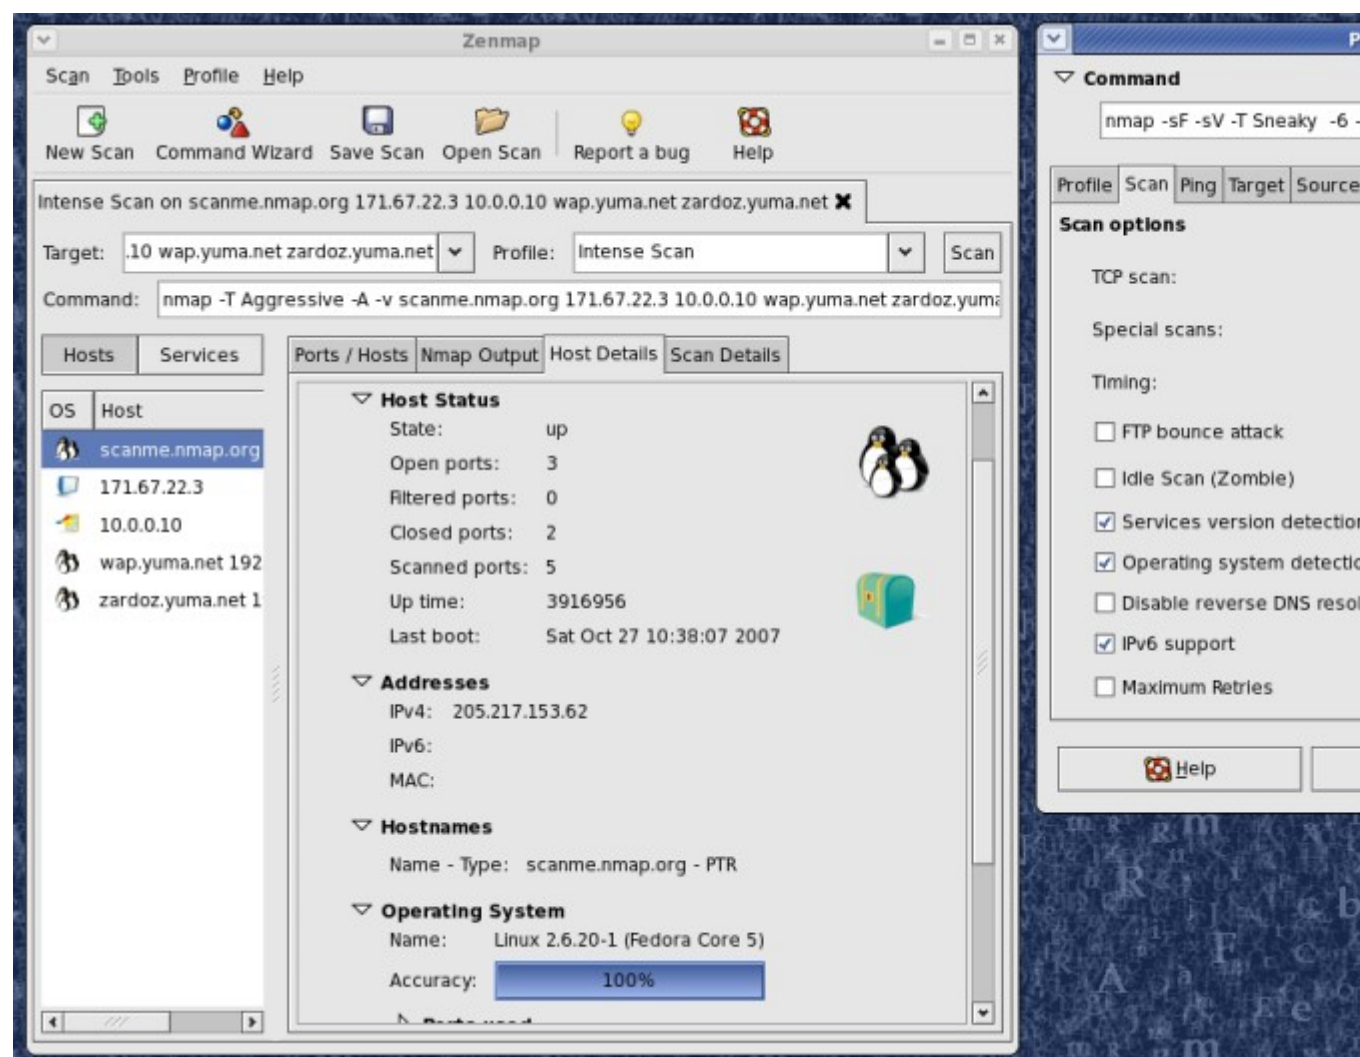 Zenmap
Scan Tools Profile Help
New Scan Command Wizard Save Scan Open Scan Report a bug Help
Intense Scan on scanme.nmap.org 171.67.22.3 10.0.0.10 wap.yuma.net zardoz.yuma.net
Target: .10 wap.yuma.net zardoz.yuma.net Profile: Intense Scan Scan
Command: nmap -T Aggressive -A -v scanme.nmap.org 171.67.22.3 10.0.0.10 wap.yuma.net zardoz.yuma
Hosts Services
OS Host
scanme.nmap.org
171.67.22.3
10.0.0.10
wap.yuma.net 192
zardoz.yuma.net 1
Ports / Hosts Nmap Output Host Details Scan Details
Host Status
State: up
Open ports: 3
Filtered ports: 0
Closed ports: 2
Scanned ports: 5
Up time: 3916956
Last boot: Sat Oct 27 10:38:07 2007
Addresses
IPv4: 205.217.153.62
IPv6:
MAC:
Hostnames
Name - Type: scanme.nmap.org - PTR
Operating System
Name: Linux 2.6.20-1 (Fedora Core 5)
Accuracy: 100%
P
Command
nmap -sF -sV -T Sneaky -6 -
Profile Scan Ping Target Source
Scan options
TCP scan:
Special scans:
Timing:
FTP bounce attack
Idle Scan (Zombie)
Services version detection
Operating system detectio
Disable reverse DNS resol
IPv6 support
Maximum Retries
Help